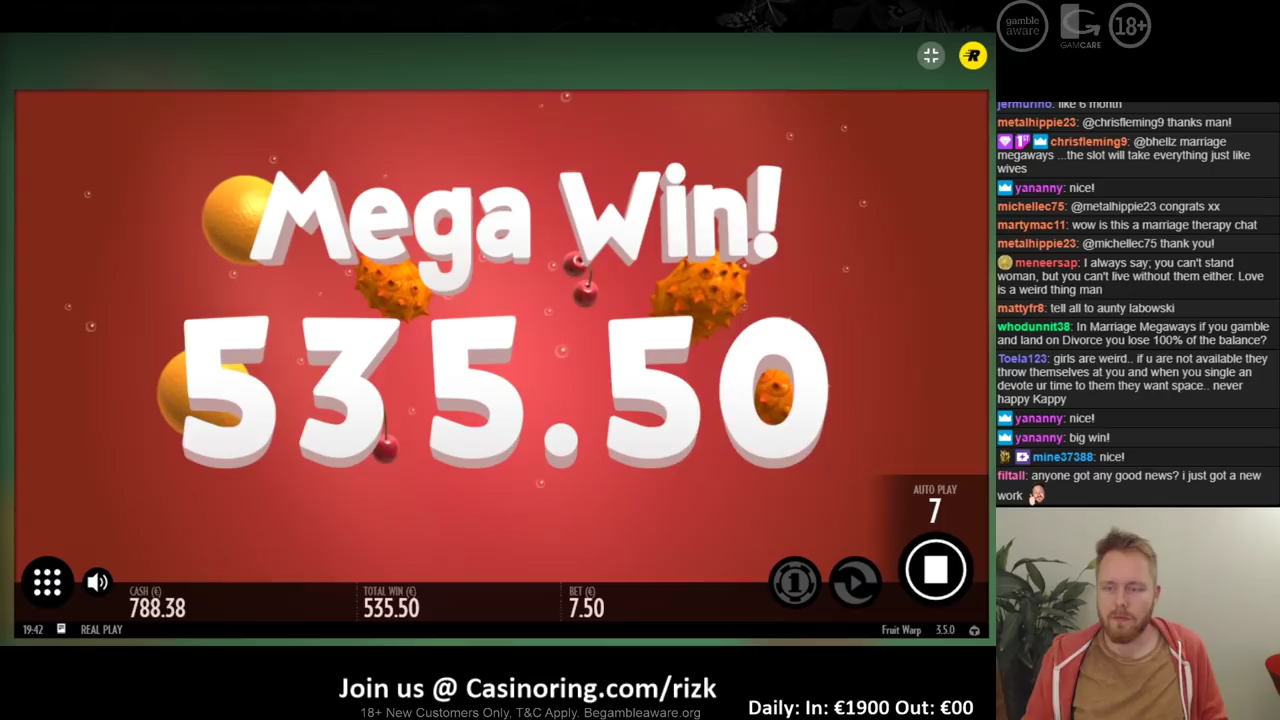 gamble
aware
GAMCARE
18+
R
jermurino: like 6 month
metalhippie23: @chrisfleming9 thanks man!
chrisfleming9: @bhellz marriage
megaways ...the slot will take everything just like
wives
yananny: nice!
michellec75: @metalhippie23 congrats xx
martymac11: wow is this a marriage therapy chat
metalhippie23: @michellec75 thank you!
meneersap: I always say; you can't stand
woman, but you can't live without them either. Love
is a weird thing man
mattyfr8: tell all to aunty labowski
whodunnit38: In Marriage Megaways if you gamble
and land on Divorce you lose 100% of the balance?
Toela123: girls are weird.. if u are not available they
throw themselves at you and when you single an
devote ur time to them they want space.. never
happy Kappy
yananny: nice!
yananny: big win!
mine37388: nice!
filtall: anyone got any good news? i just got a new
work
Mega Win!
535.50
AUTO PLAY
7
1
CASH (€)
788.38
TOTAL WIN (€)
535.50
BET (€)
7.50
19:42
REAL PLAY
Fruit Warp 3.5.0
Join us @ Casinoring.com/rizk
18+ New Customers Only, T&C Apply. Begambleaware.org
Daily: In: €1900 Out: €00